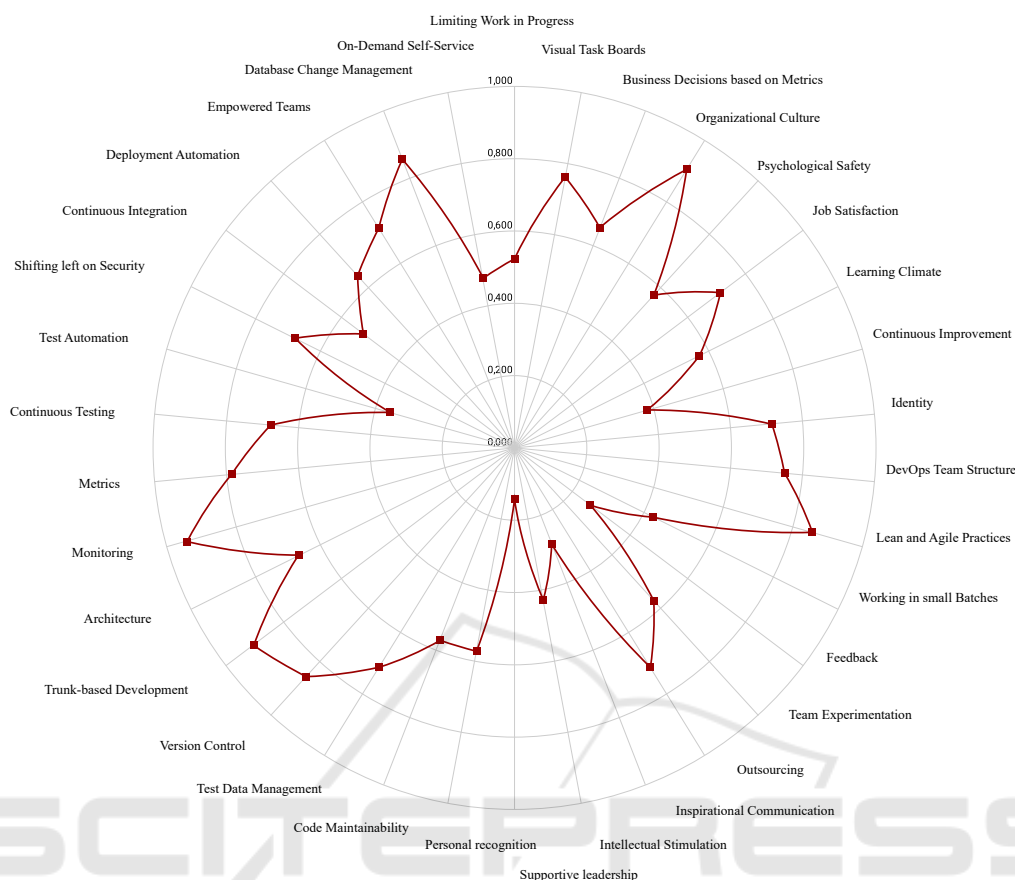 Limiting Work in Progress
On-Demand Self-Service
Visual Task Boards
Database Change Management
Business Decisions based on Metrics
1,000
Empowered Teams
Organizational Culture
Deployment Automation
0,800
Psychological Safety
Continuous Integration
Job Satisfaction
0,600
Shifting left on Security
Learning Climate
0,400
Test Automation
Continuous Improvement
0,200
Continuous Testing
Identity
0,000
Metrics
DevOps Team Structure
Monitoring
Lean and Agile Practices
Architecture
Working in small Batches
Trunk-based Development
Feedback
Version Control
Team Experimentation
Test Data Management
Outsourcing
Code Maintainability
Inspirational Communication
Personal recognition
Intellectual Stimulation
Supportive leadership
SCITEPRESS